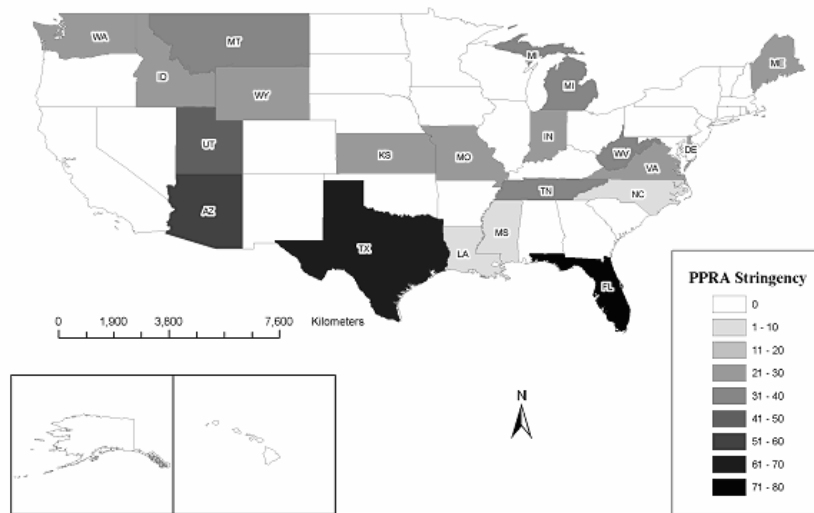 WA
MT
ME
ID
MI
MI
WY
UT
KS
MO
IN
WV
DE
VA
AZ
TN
NC
TX
MS
LA
FL
PPRA Stringency
0
1 - 10
11 - 20
21 - 30
31 - 40
41 - 50
51 - 60
61 - 70
71 - 80
0 1,900 3,800 7,600 Kilometers
N